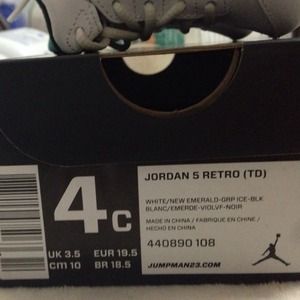 JORDAN 5 RETRO (TD)
WHITE/NEW EMERALD-GRP ICE-BLK
BLANC/EMERDE-VIOLVF-NOIR
MADE IN CHINA / FABRIQUE EN CHINE /
HECHO EN CHINA
440890 108
JUMPMAN23.COM
4C
UK 3.5 EUR 19.5
cm 10 BR 18.5